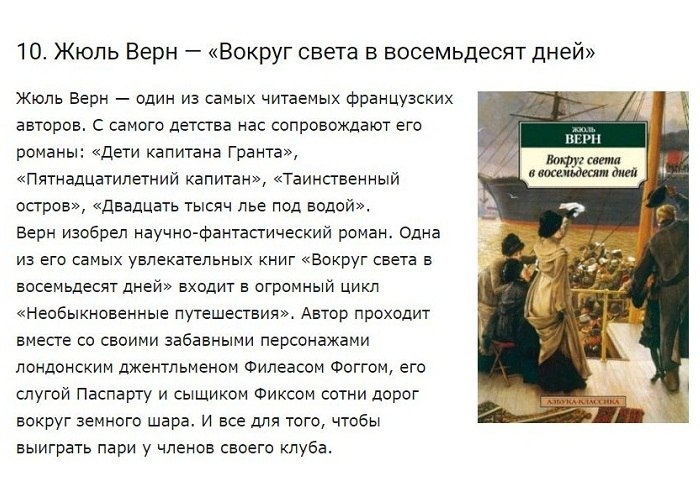 10. Жюль Верн — «Вокруг света в восемьдесят дней»
Жюль Верн — один из самых читаемых французских
авторов. С самого детства нас сопровождают его
романы: «Дети капитана Гранта»,
«Пятнадцатилетний капитан», «Таинственный
остров», «Двадцать тысяч лье под водой».
Верн изобрел научно-фантастический роман. Одна
из его самых увлекательных книг «Вокруг света в
восемьдесят дней» входит в огромный цикл
«Необыкновенные путешествия». Автор проходит
вместе со своими забавными персонажами
лондонским джентльменом Филеасом Фоггом, его
слугой Паспарту и сыщиком Фиксом сотни дорог
вокруг земного шара. И все для того, чтобы
выиграть пари у членов своего клуба.
ЖЮЛЬ
ВЕРН
Вокруг света
в восемьдесят дней
АЗБУКА-КЛАССИКА